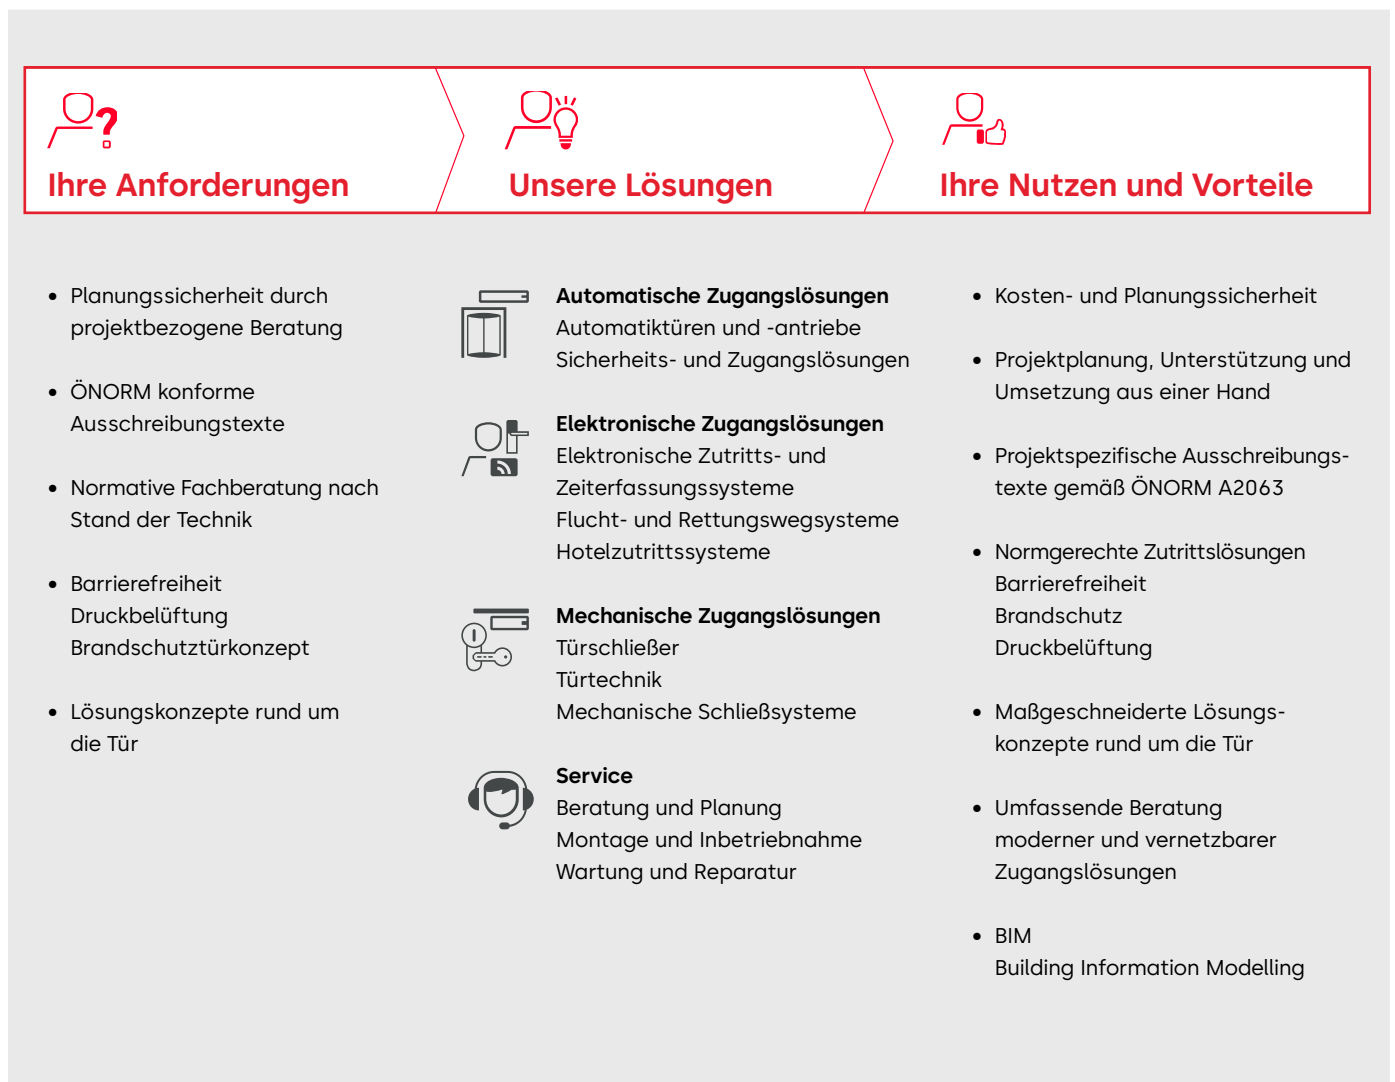 Ihre Anforderungen
Unsere Lösungen
Ihre Nutzen und Vorteile
• Planungssicherheit durch
projektbezogene Beratung
• ÖNORM konforme
Ausschreibungstexte
• Normative Fachberatung nach
Stand der Technik
• Barrierefreiheit
Druckbelüftung
Brandschutztürkonzept
• Lösungskonzepte rund um
die Tür
Automatische Zugangslösungen
Automatiktüren und -antriebe
Sicherheits- und Zugangslösungen
Elektronische Zugangslösungen
Elektronische Zutritts- und
Zeiterfassungssysteme
Flucht- und Rettungswegsysteme
Hotelzutrittssysteme
Mechanische Zugangslösungen
Türschließer
Türtechnik
Mechanische Schließsysteme
Service
Beratung und Planung
Montage und Inbetriebnahme
Wartung und Reparatur
• Kosten- und Planungssicherheit
• Projektplanung, Unterstützung und
Umsetzung aus einer Hand
• Projektspezifische Ausschreibungs-
texte gemäß ÖNORM A2063
• Normgerechte Zutrittslösungen
Barrierefreiheit
Brandschutz
Druckbelüftung
• Maßgeschneiderte Lösungs-
konzepte rund um die Tür
• Umfassende Beratung
moderner und vernetzbarer
Zugangslösungen
• BIM
Building Information Modelling